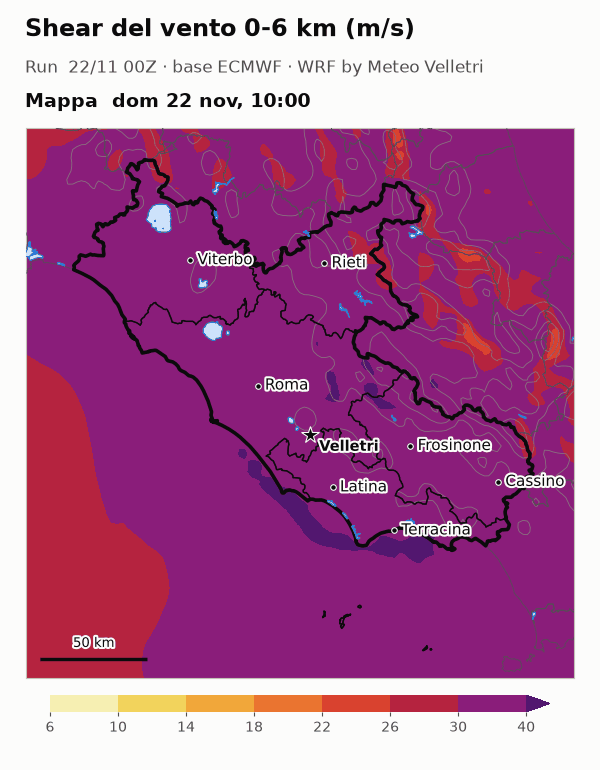 Shear del vento 0-6 km (m/s)
Run  22/11 00Z · base ECMWF · WRF by Meteo Velletri
Mappa  dom 22 nov, 10:00
Viterbo
Rieti
Roma
Velletri
Frosinone
Cassino
Latina
Terracina
50 km
6 10 14 18 22 26 30 40